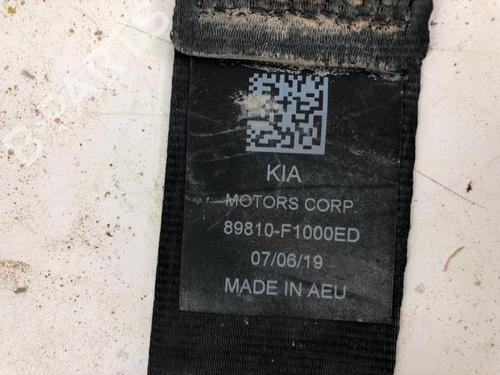 KIA
MOTORS CORP.
89810-F1000ED
07/06/19
MADE IN AEU